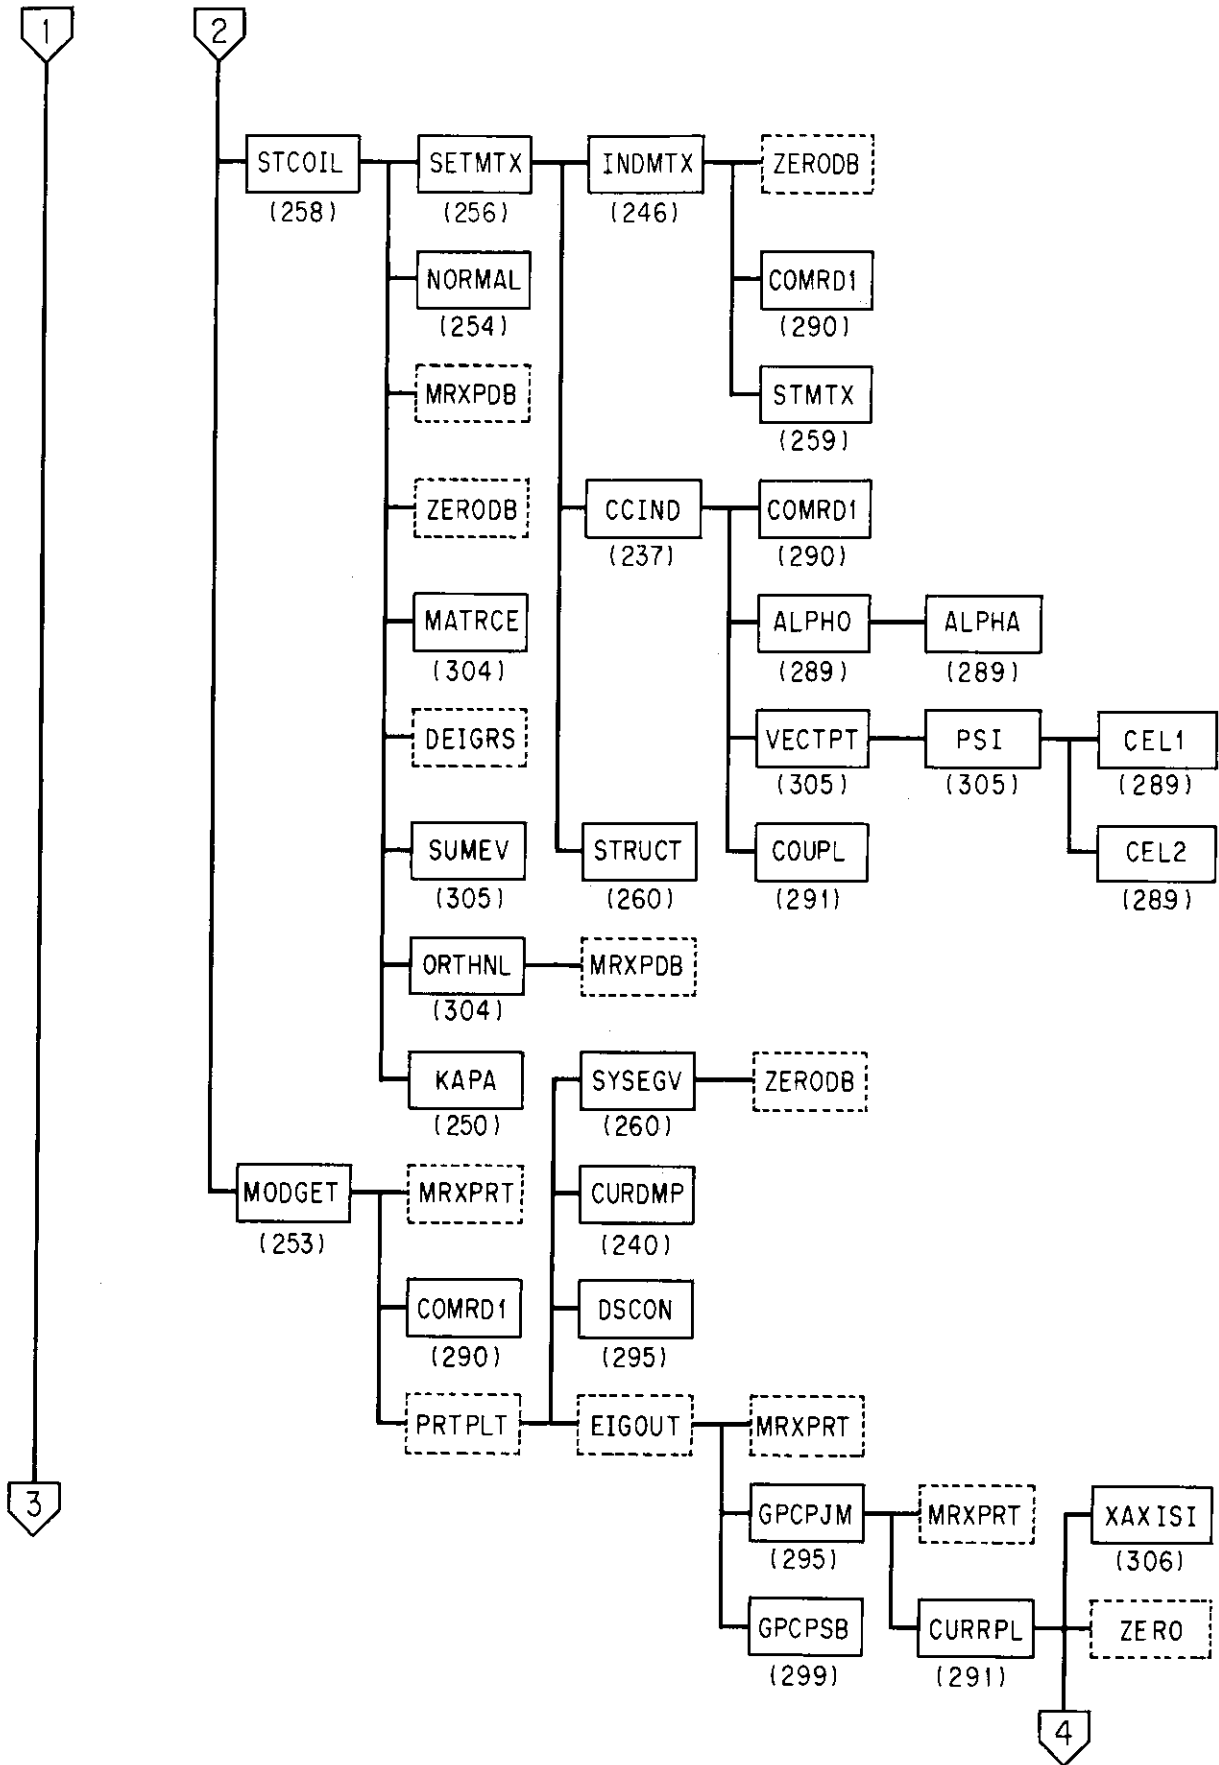 1 2
STCOIL SETMTX INDMTX ZERODB
(258) (256) (246)
NORMAL COMRD1
(254) (290)
MRXPDB STMTX
(259)
ZERODB CCIND COMRD1
(237) (290)
MATRCE ALPHO ALPHA
(304) (289) (289)
DEIGRS VECTPT PSI CEL1
(305) (305) (289)
SUMEV STRUCT COUPL CEL2
(305) (260) (291) (289)
ORTHNL MRXPDB
(304)
KAPA SYSEGV ZERODB
(250) (260)
MODGET MRXPRT CURDMP
(253) (240)
COMRD1 DSCON
(290) (295)
PRTPLT EIGOUT MRXPRT
3 GPCPJM MRXPRT XAXISI
(295) (306)
GPCPSB CURRPL ZERO
(299) (291)
4